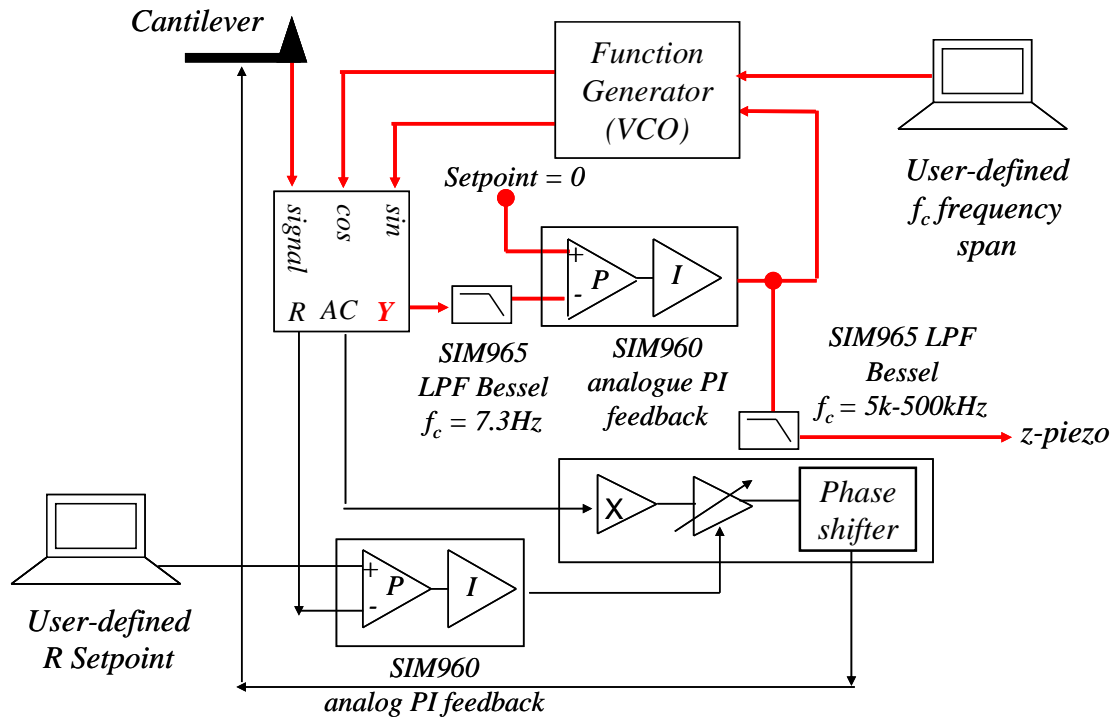 Cantilever
Function
Generator
(VCO)
Setpoint = 0
User-defined
fc frequency
span
signal
cos
sin
R AC Y
+
-
P
I
SIM965
LPF Bessel
fc = 7.3Hz
SIM960
analogue PI
feedback
SIM965 LPF
Bessel
fc = 5k-500kHz
z-piezo
X
Phase
shifter
+
-
P
I
User-defined
R Setpoint
SIM960
analog PI feedback